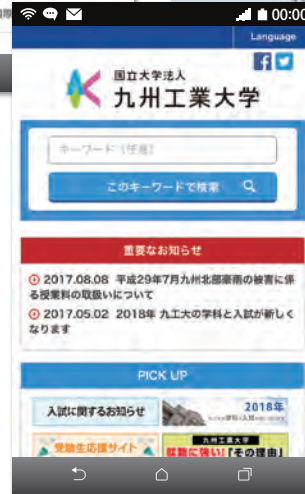 00:00
Language
国立大学法人
九州工業大学
キーワード（任意）
このキーワードで検索
重要なお知らせ
2017.08.08 平成29年7月九州北部豪雨の被害に係
る授業料の取扱いについて
2017.05.02 2018年 九工大の学科と入試が新しく
なります
PICK UP
入試に関するお知らせ
2018年
受験生応援サイト
九州工業大学
就職に強い！「その理由」